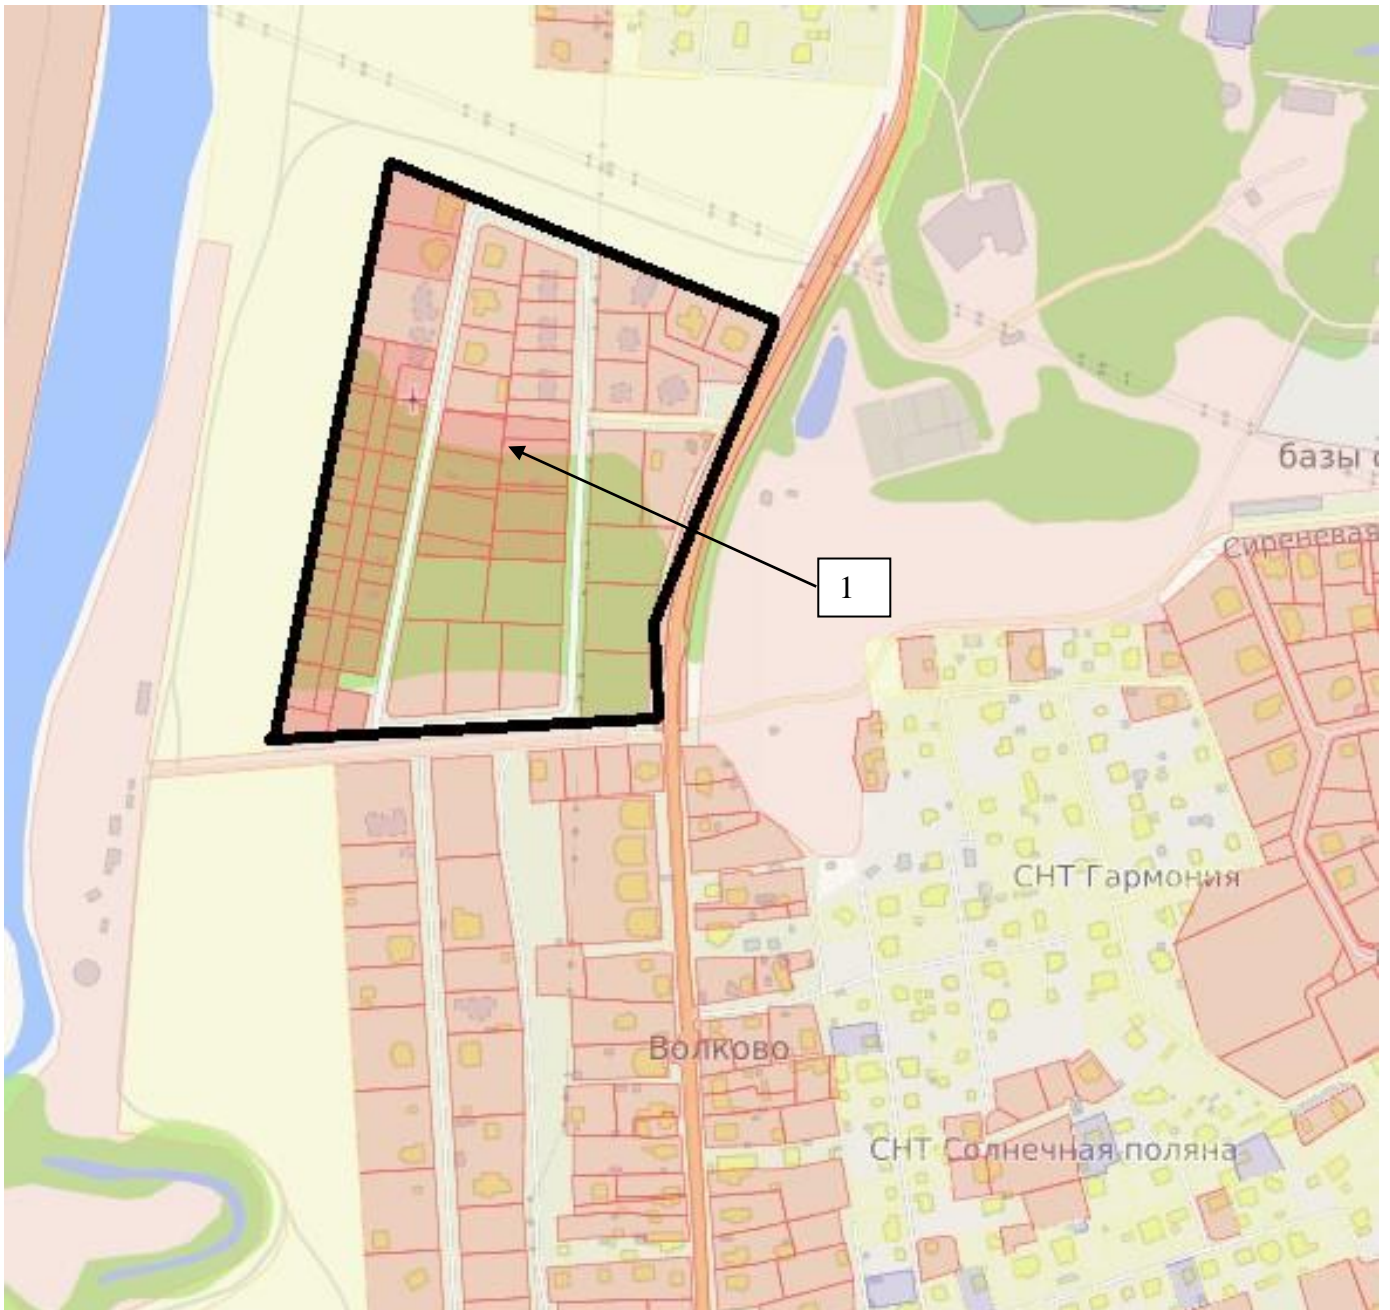 базы
Сиреневая
1
СНТ Гармония
Волково
СНТ Солнечная поляна